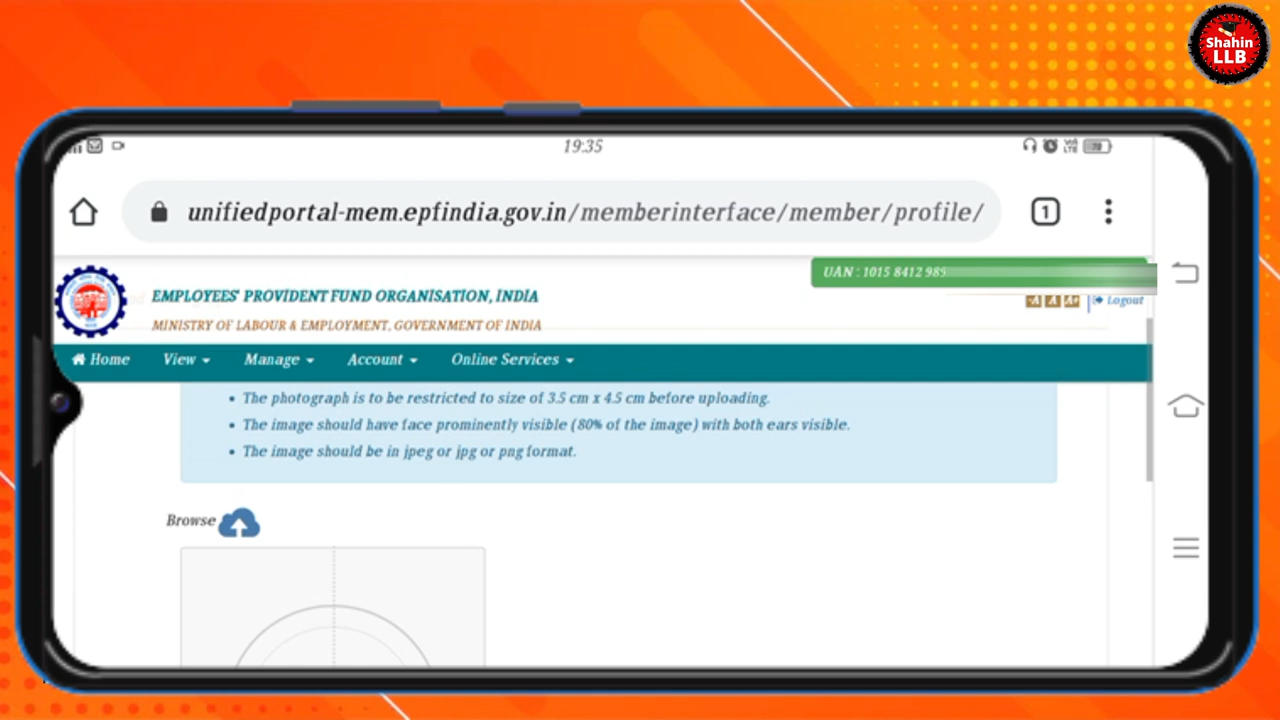 Shahin
LLB
19:35
VoI
LTE
unifiedportal-mem.epfindia.gov.in/memberinterface/member/profile/
1
UAN : 1015 8412 985
EMPLOYEES' PROVIDENT FUND ORGANISATION, INDIA
-A A A+ Logout
MINISTRY OF LABOUR & EMPLOYMENT, GOVERNMENT OF INDIA
Home View Manage Account Online Services
• The photograph is to be restricted to size of 3.5 cm x 4.5 cm before uploading.
• The image should have face prominently visible (80% of the image) with both ears visible.
• The image should be in jpeg or jpg or png format.
Browse